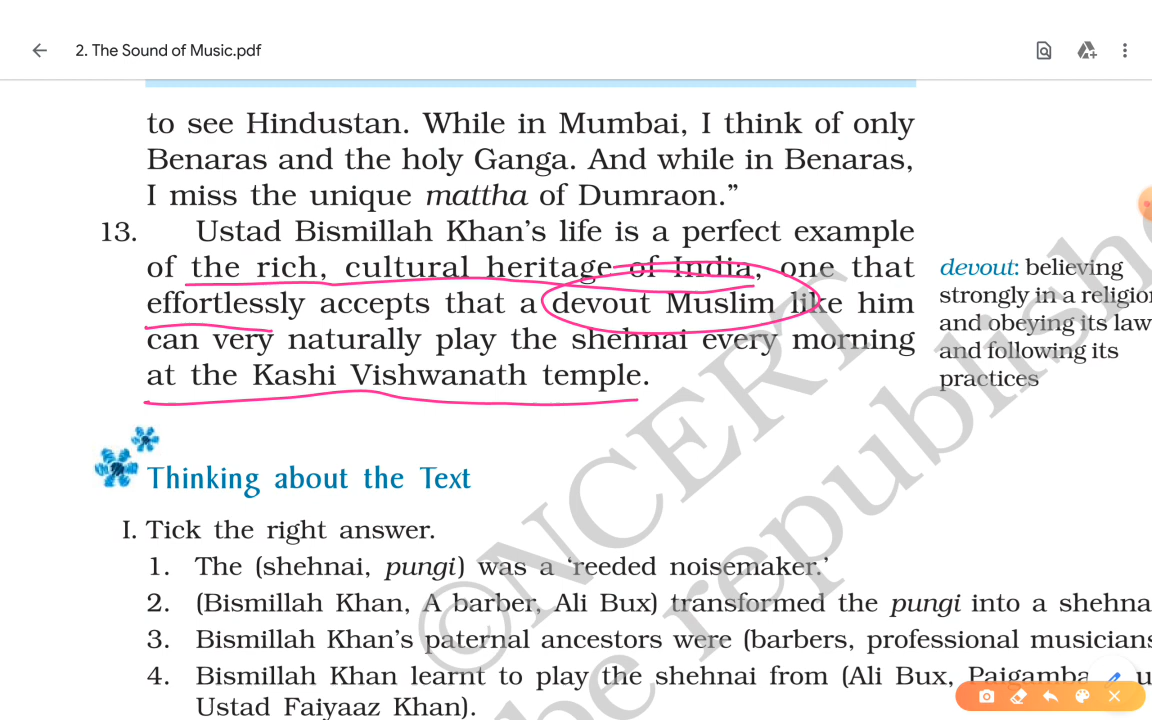 2. The Sound of Music.pdf
to see Hindustan. While in Mumbai, I think of only
Benaras and the holy Ganga. And while in Benaras,
I miss the unique mattha of Dumraon.”
13. Ustad Bismillah Khan’s life is a perfect example
of the rich, cultural heritage of India, one that
effortlessly accepts that a devout Muslim like him
can very naturally play the shehnai every morning
at the Kashi Vishwanath temple.
devout: believing
strongly in a religio
and obeying its law
and following its
practices
Thinking about the Text
I. Tick the right answer.
1. The (shehnai, pungi) was a ‘reeded noisemaker.’
2. (Bismillah Khan, A barber, Ali Bux) transformed the pungi into a shehna
3. Bismillah Khan’s paternal ancestors were (barbers, professional musicians
4. Bismillah Khan learnt to play the shehnai from (Ali Bux, Paigamba
Ustad Faiyaaz Khan).
©NCERT
be republishe